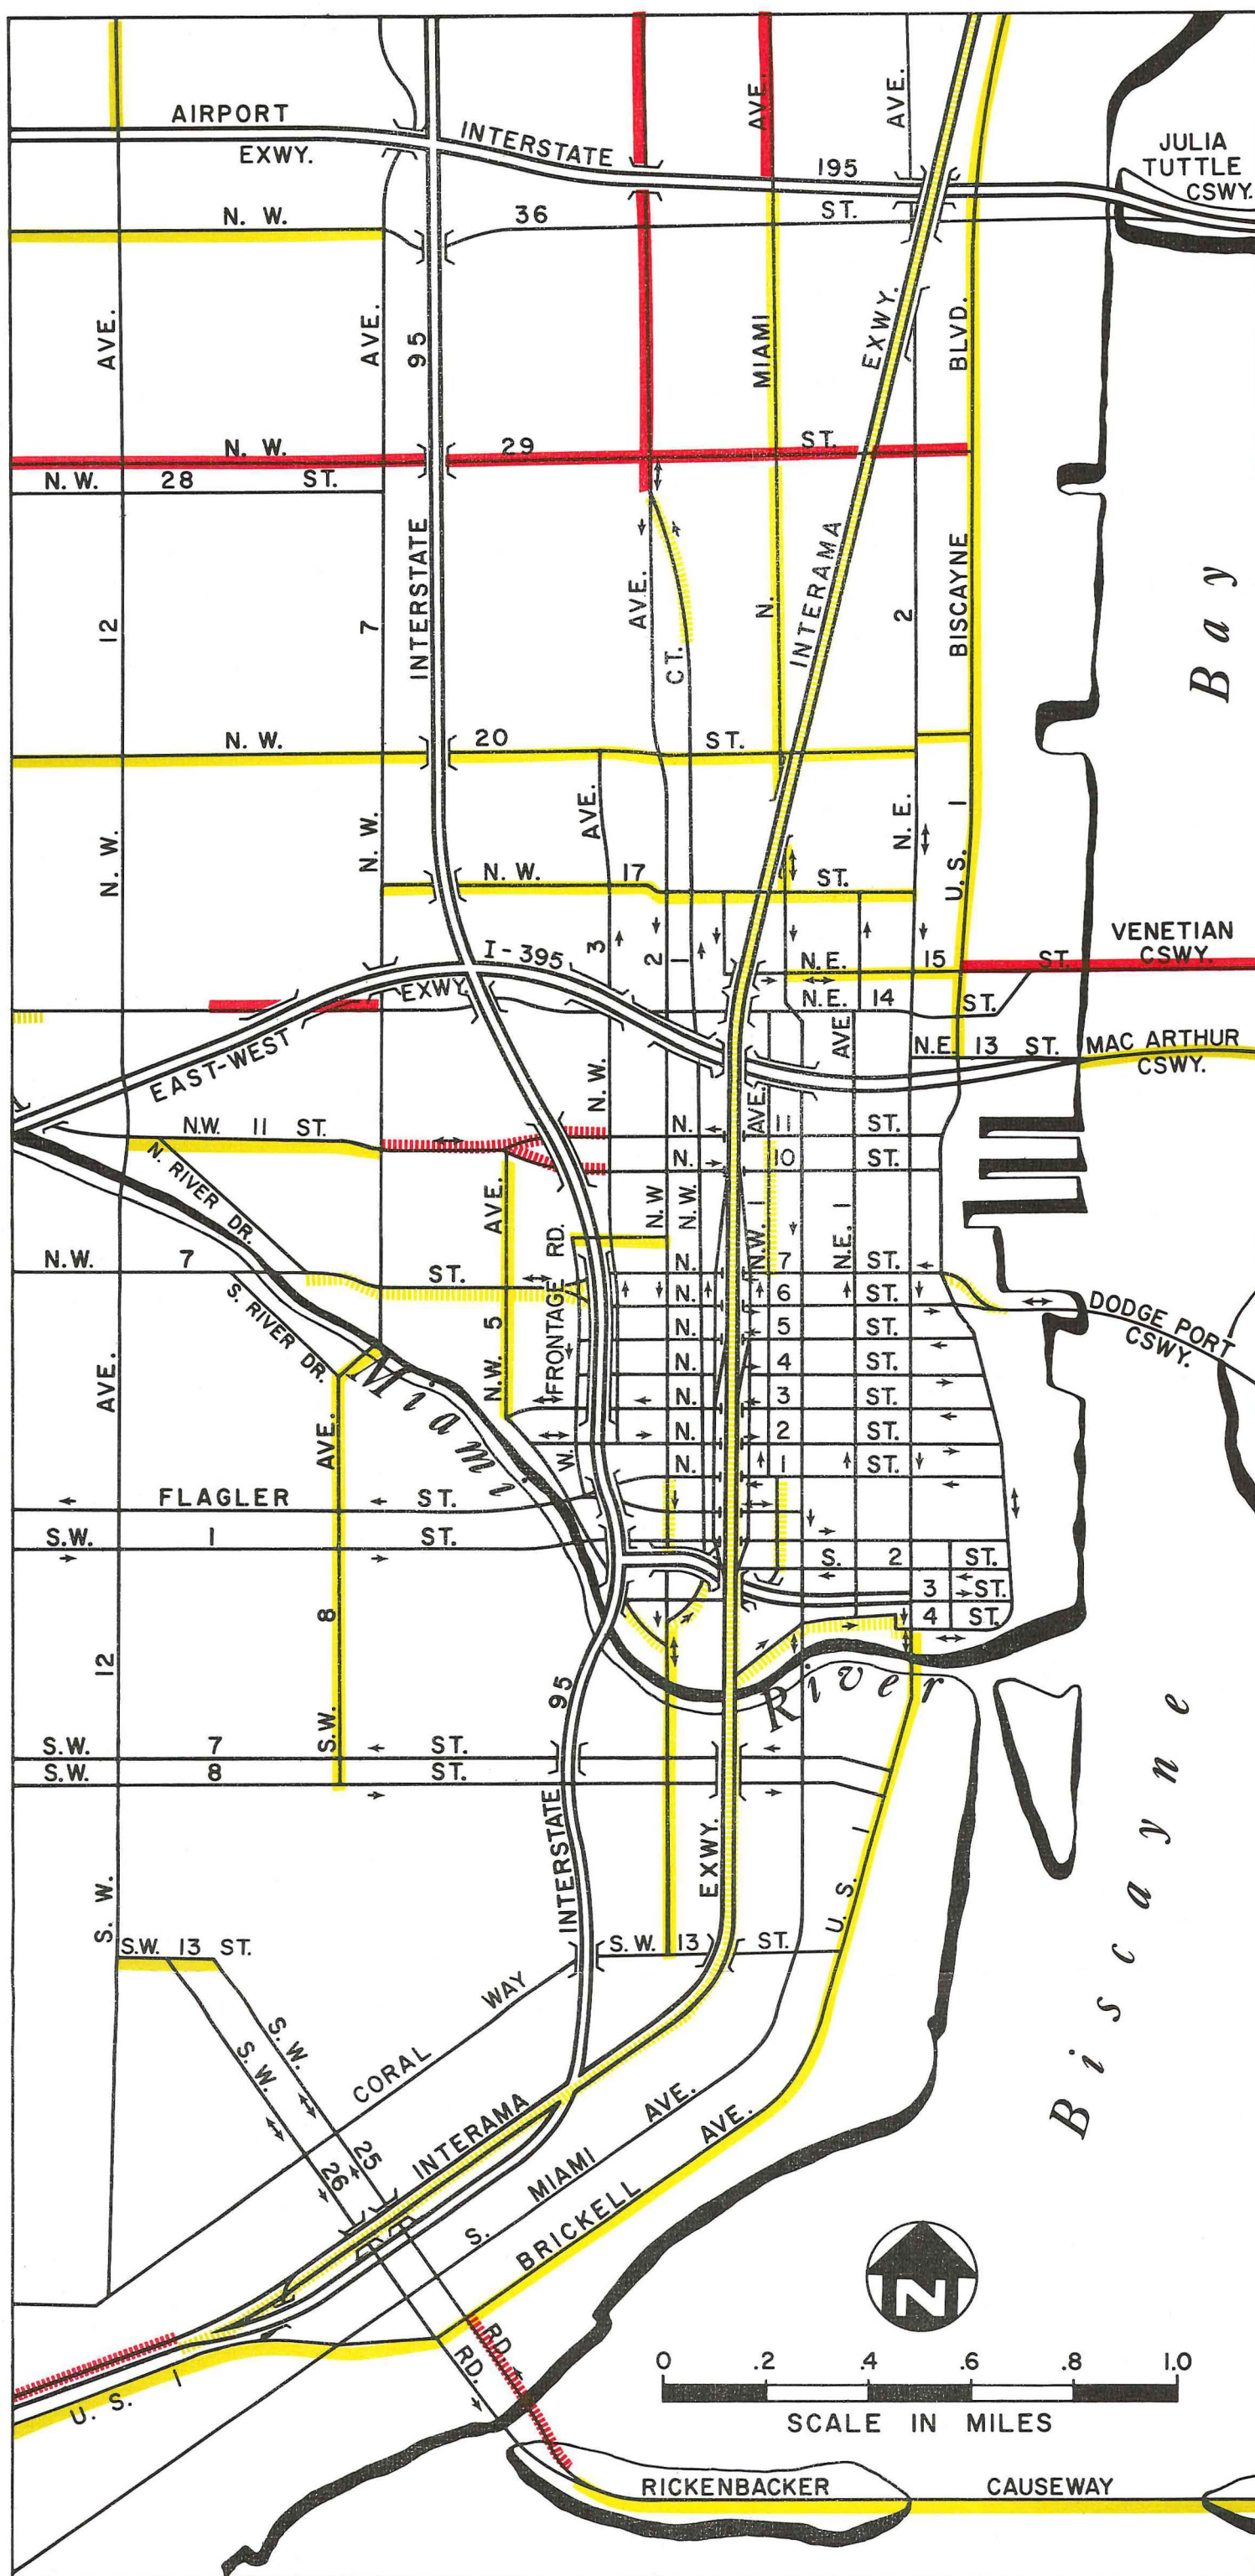 AIRPORT
EXWY.
INTERSTATE
195
AVE.
AVE.
JULIA
TUTTLE
CSWY.
N. W.
36
ST.
AVE.
AVE.
95
MIAMI
EXWY.
BLVD.
N. W.
29
ST.
N. W. 28 ST.
12
7
INTERSTATE
AVE.
CT.
N.
INTERAMA
2
BISCAYNE
Bay
N. W.
20
ST.
N. W.
N. W.
AVE.
N. E.
U. S. 1
N. W. 17
ST.
3
2
1
I-395
EXWY.
EAST-WEST
N.E. 15 ST.
VENETIAN
CSWY.
N.E. 14 ST.
AVE.
N.E. 13 ST.
MAC ARTHUR
CSWY.
N.W. 11 ST.
N. W.
N. 11 ST.
AVE.
N. 10 ST.
N. RIVER DR.
AVE.
N.W.
N.W.
N.W. 1
N.E. 1
N.W. 7 ST.
RD.
N. 7 ST.
S. RIVER DR.
N. 6 ST.
DODGE PORT
CSWY.
N.W. 5
FRONTAGE
N. 5 ST.
N. 4 ST.
AVE.
Miami
N. 3 ST.
AVE.
W.
N. 2 ST.
N. 1 ST.
FLAGLER ST.
S.W. 1 ST.
S. 2 ST.
3 ST.
4 ST.
12
8
S.W.
95
River
S.W. 7 ST.
S.W. 8 ST.
INTERSTATE
EXWY.
U. S. 1
Biscayne
S. W.
S.W. 13 ST.
S.W. 13 ST.
S. W.
S. W.
CORAL WAY
25
26
INTERAMA
S. MIAMI AVE.
BRICKELL AVE.
N
RD.
RD.
U. S. 1
0 .2 .4 .6 .8 1.0
SCALE IN MILES
RICKENBACKER CAUSEWAY